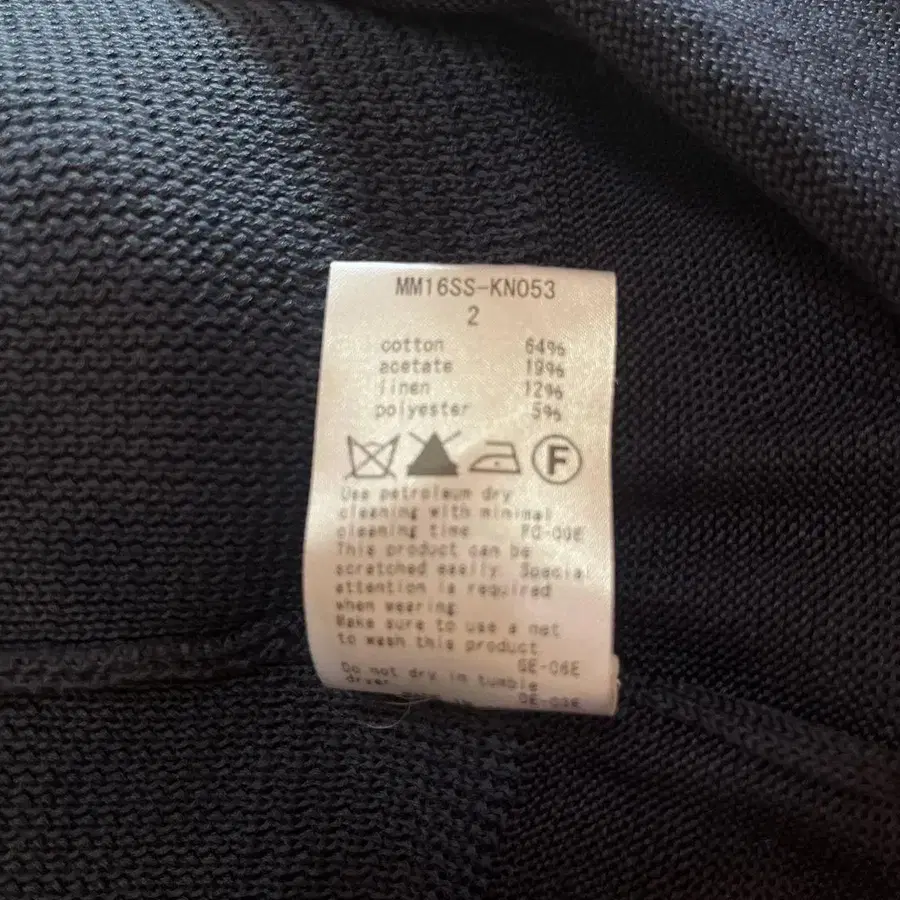 MM16SS-KN053
2
cotton 64%
acetate 19%
linen 12%
polyester 5%
F
Use petroleum dry
cleaning with minimal
cleaning time
This product can be
scratched easily. Special
attention is required
when wearing
Make sure to use a net
to wash this product.
GE-06E
Do not dry in tumble
dryer